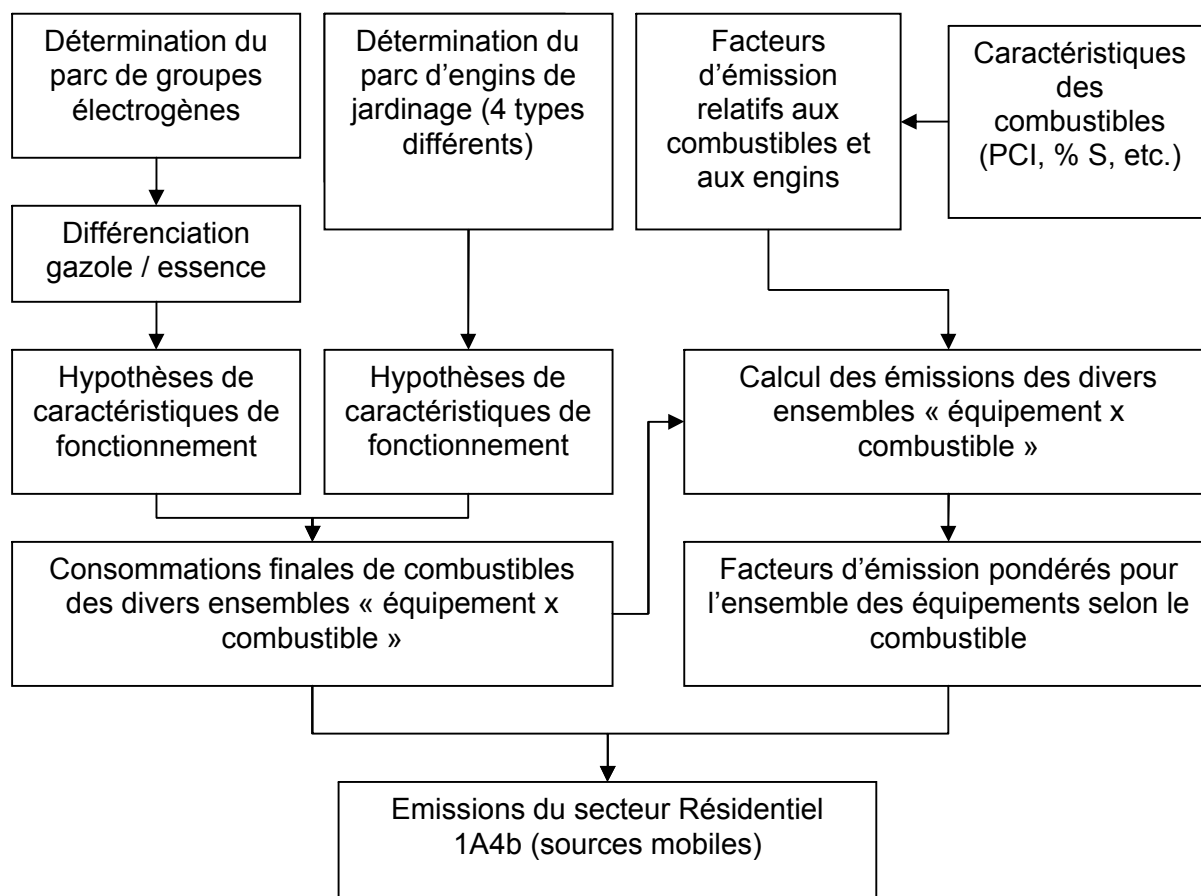 Détermination du
parc de groupes
électrogènes
Détermination du
parc d’engins de
jardinage (4 types
différents)
Facteurs
d’émission
relatifs aux
combustibles et
aux engins
Caractéristiques
des
combustibles
(PCI, % S, etc.)
Différenciation
gazole / essence
Hypothèses de
caractéristiques de
fonctionnement
Hypothèses de
caractéristiques de
fonctionnement
Calcul des émissions des divers
ensembles « équipement x
combustible »
Consommations finales de combustibles
des divers ensembles « équipement x
combustible »
Facteurs d’émission pondérés pour
l’ensemble des équipements selon le
combustible
Emissions du secteur Résidentiel
1A4b (sources mobiles)